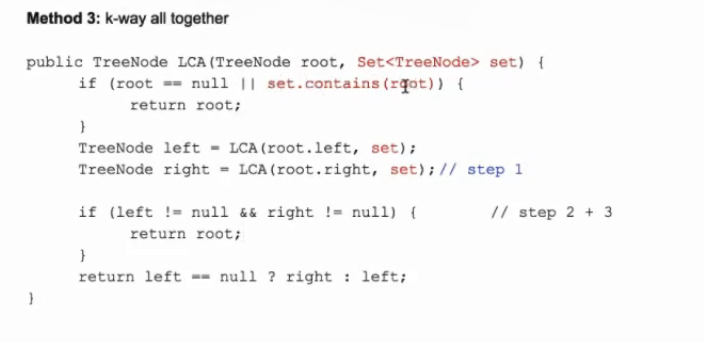 Method 3: k-way all together
public TreeNode LCA(TreeNode root, Set<TreeNode> set) {
if (root == null || set.contains(root)) {
return root;
}
TreeNode left = LCA(root.left, set);
TreeNode right = LCA(root.right, set);// step 1
if (left != null && right != null) { // step 2 + 3
return root;
}
return left == null ? right : left;
}